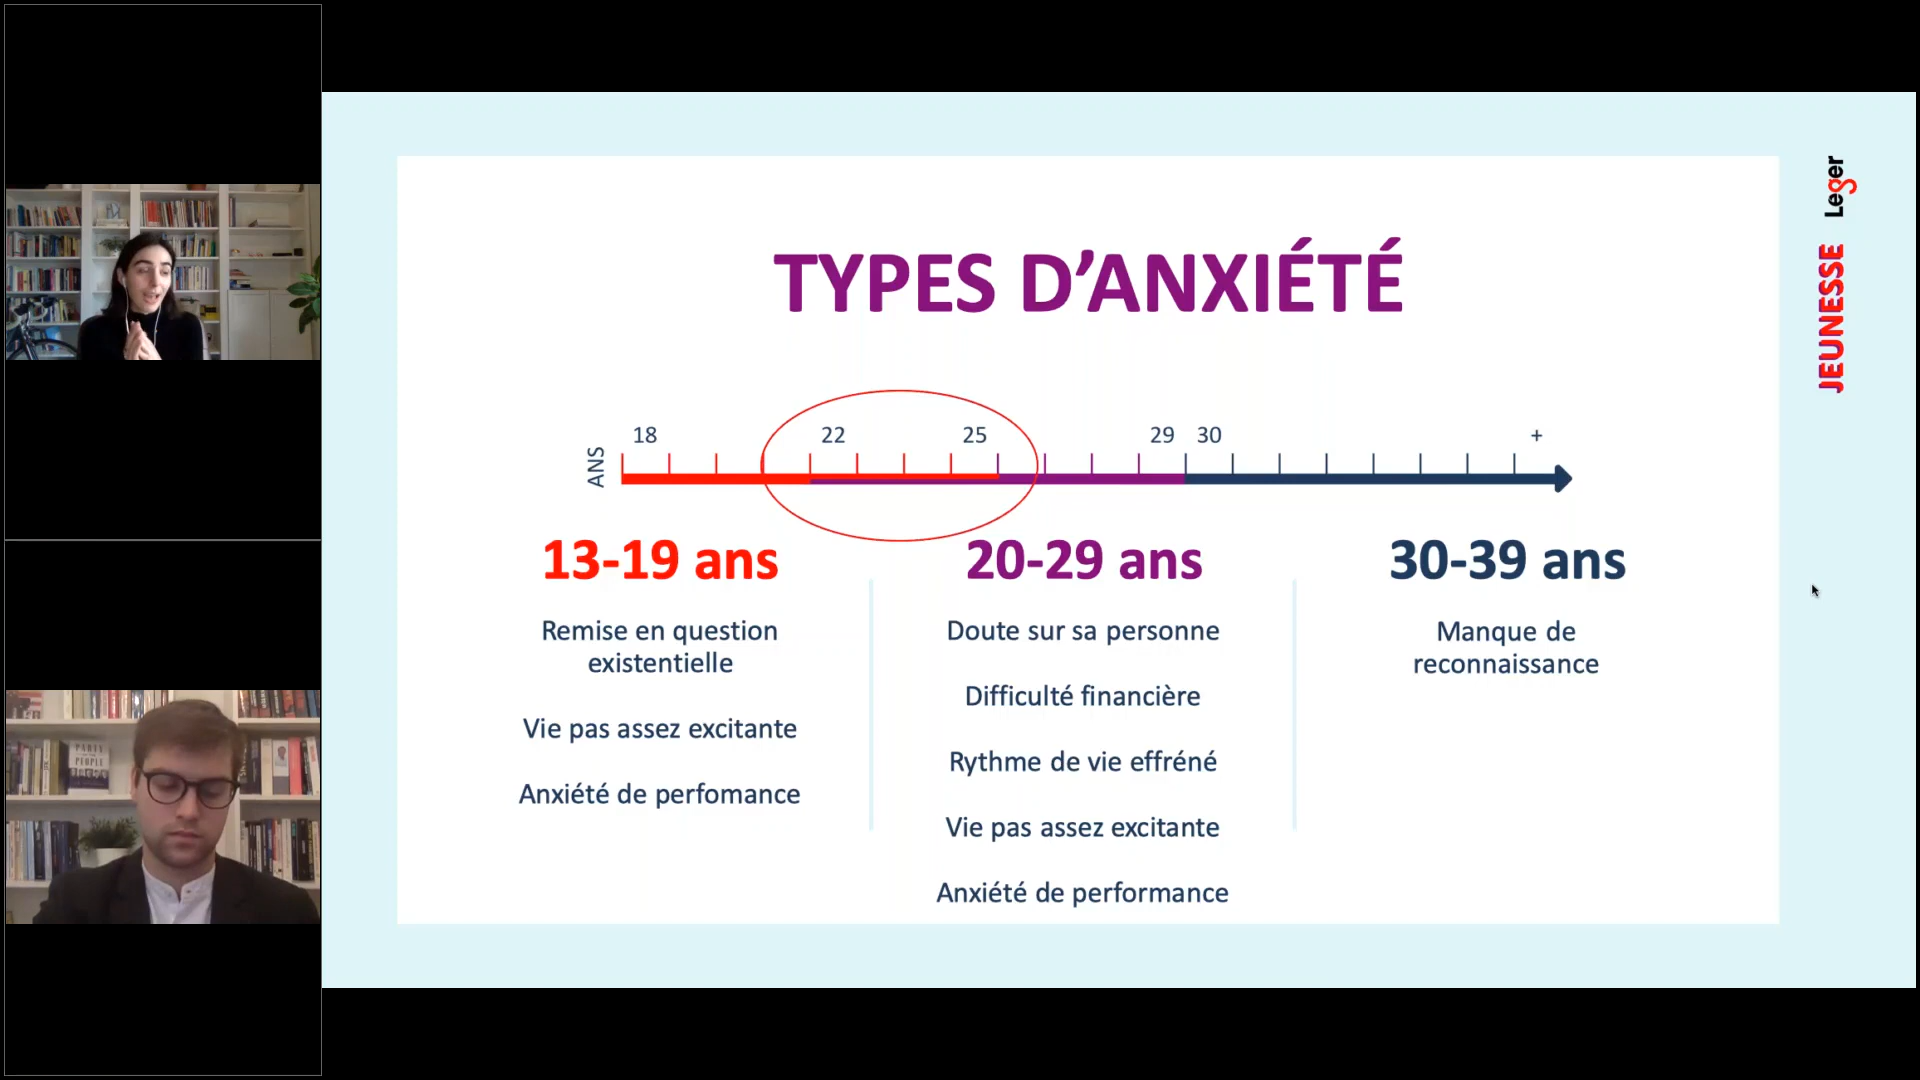 TYPES D’ANXIÉTÉ
ANS
18
22
25
29
30
+
13-19 ans
Remise en question
existentielle
Vie pas assez excitante
Anxiété de perfomance
20-29 ans
Doute sur sa personne
Difficulté financière
Rythme de vie effréné
Vie pas assez excitante
Anxiété de performance
30-39 ans
Manque de
reconnaissance
Leger
JEUNESSE
PARTY
PEOPLE